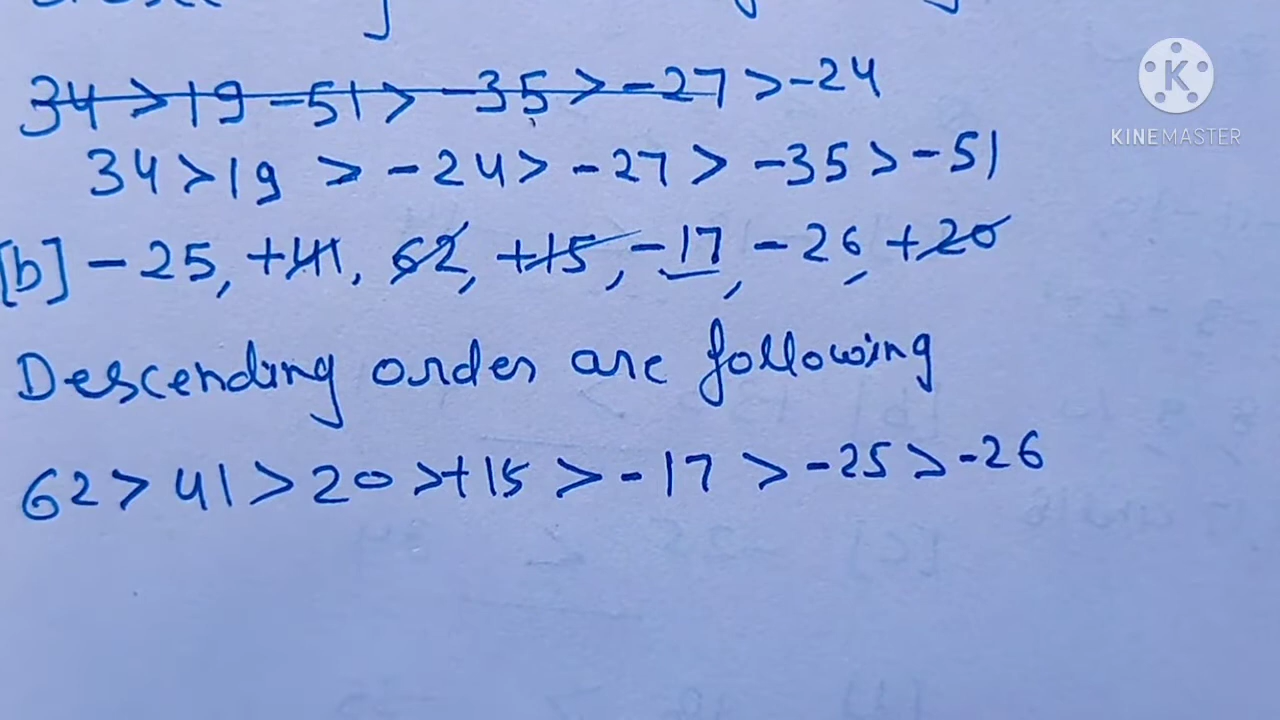 34 > 19 -51 > -35 > -27 > -24
34 > 19 > -24 > -27 > -35 > -51
[b] -25, +41, 62, +15, -17, -26, +20
Descending order are following
62 > 41 > 20 > +15 > -17 > -25 > -26
K
KINEMASTER